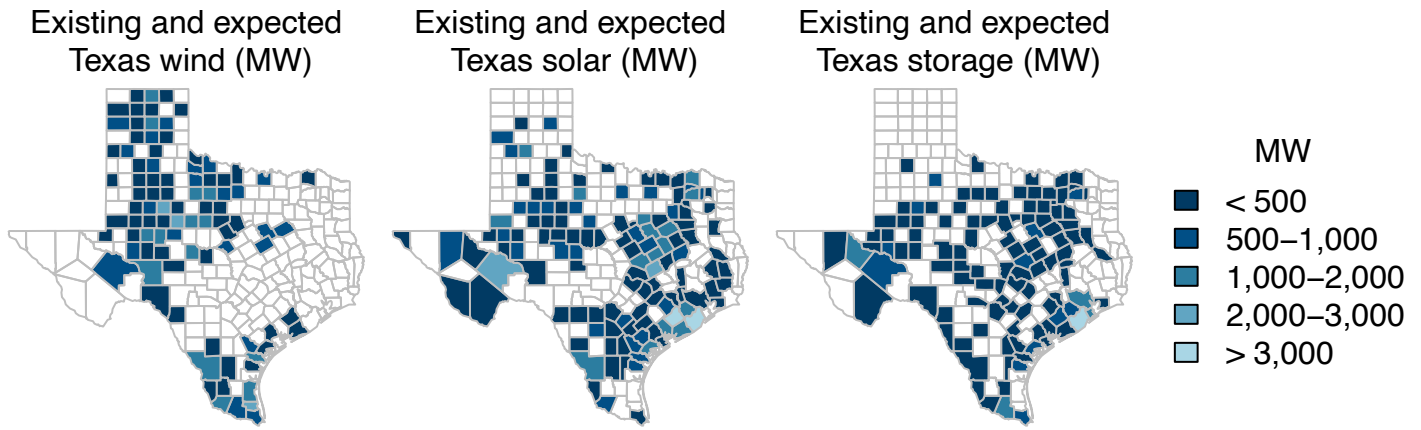 Existing and expected
Texas wind (MW)
Existing and expected
Texas solar (MW)
Existing and expected
Texas storage (MW)
MW
< 500
500−1,000
1,000−2,000
2,000−3,000
> 3,000